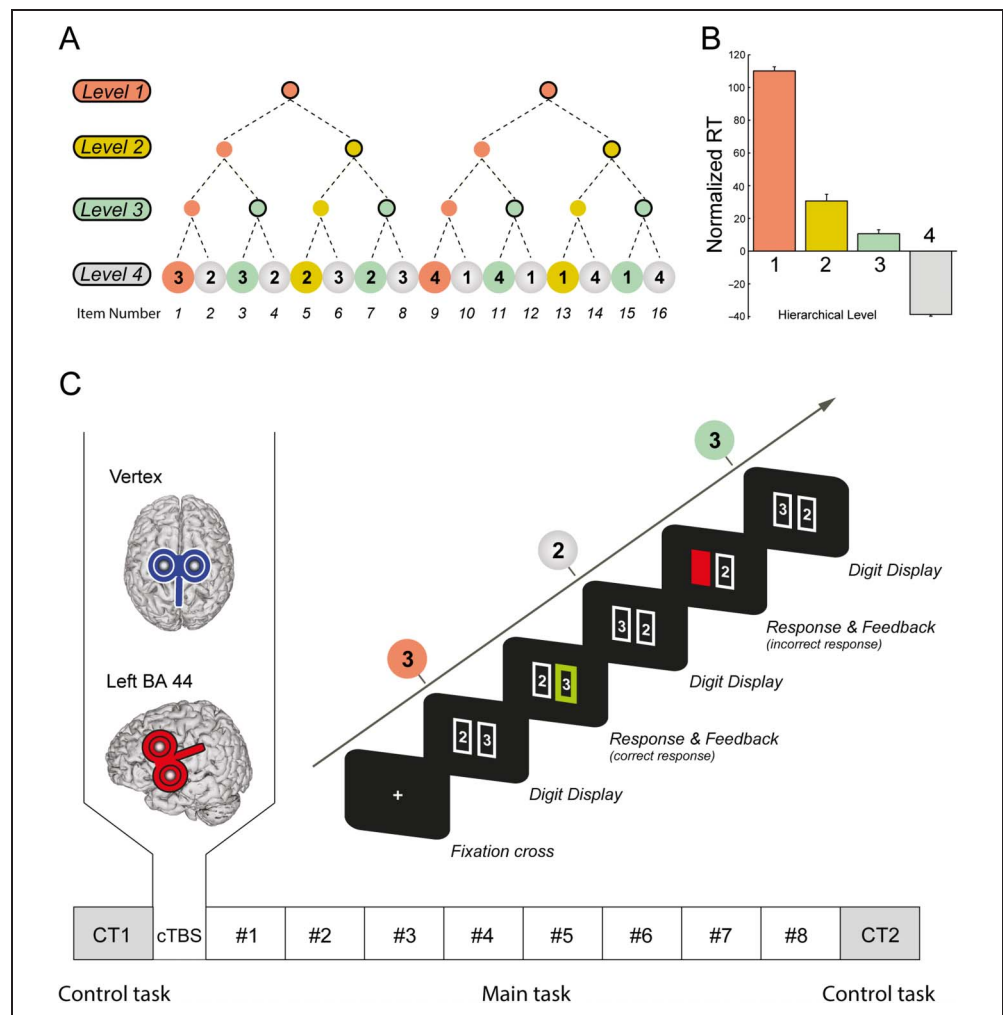 A
Level 1
Level 2
Level 3
Level 4
3 2 3 2 2 3 2 3 4 1 4 1 1 4 1 4
Item Number 1 2 3 4 5 6 7 8 9 10 11 12 13 14 15 16
B
Normalized RT
120
100
80
60
40
20
0
−20
−40
1 2 3 4
Hierarchical Level
C
Vertex
Left BA 44
3
2
3
+
Fixation cross
2 3
Digit Display
2 3
Response & Feedback
(correct response)
3 2
Digit Display
2
Response & Feedback
(incorrect response)
3 2
Digit Display
CT1 cTBS #1 #2 #3 #4 #5 #6 #7 #8 CT2
Control task Main task Control task